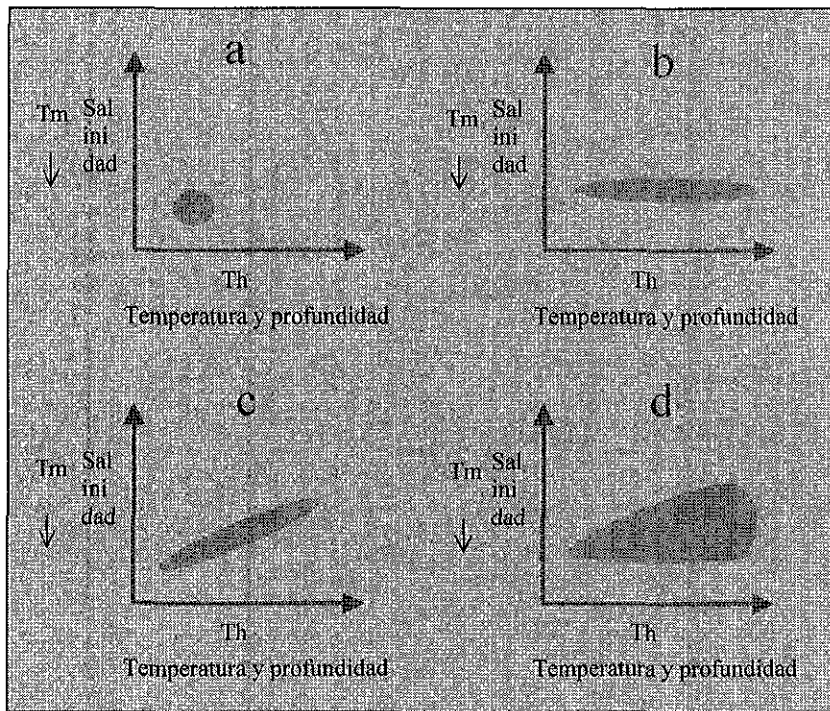 a
Tm Sal
ini
dad
Th
Temperatura y profundidad
b
Tm Sal
ini
dad
Th
Temperatura y profundidad
c
Tm Sal
ini
dad
Th
Temperatura y profundidad
d
Tm Sal
ini
dad
Th
Temperatura y profundidad